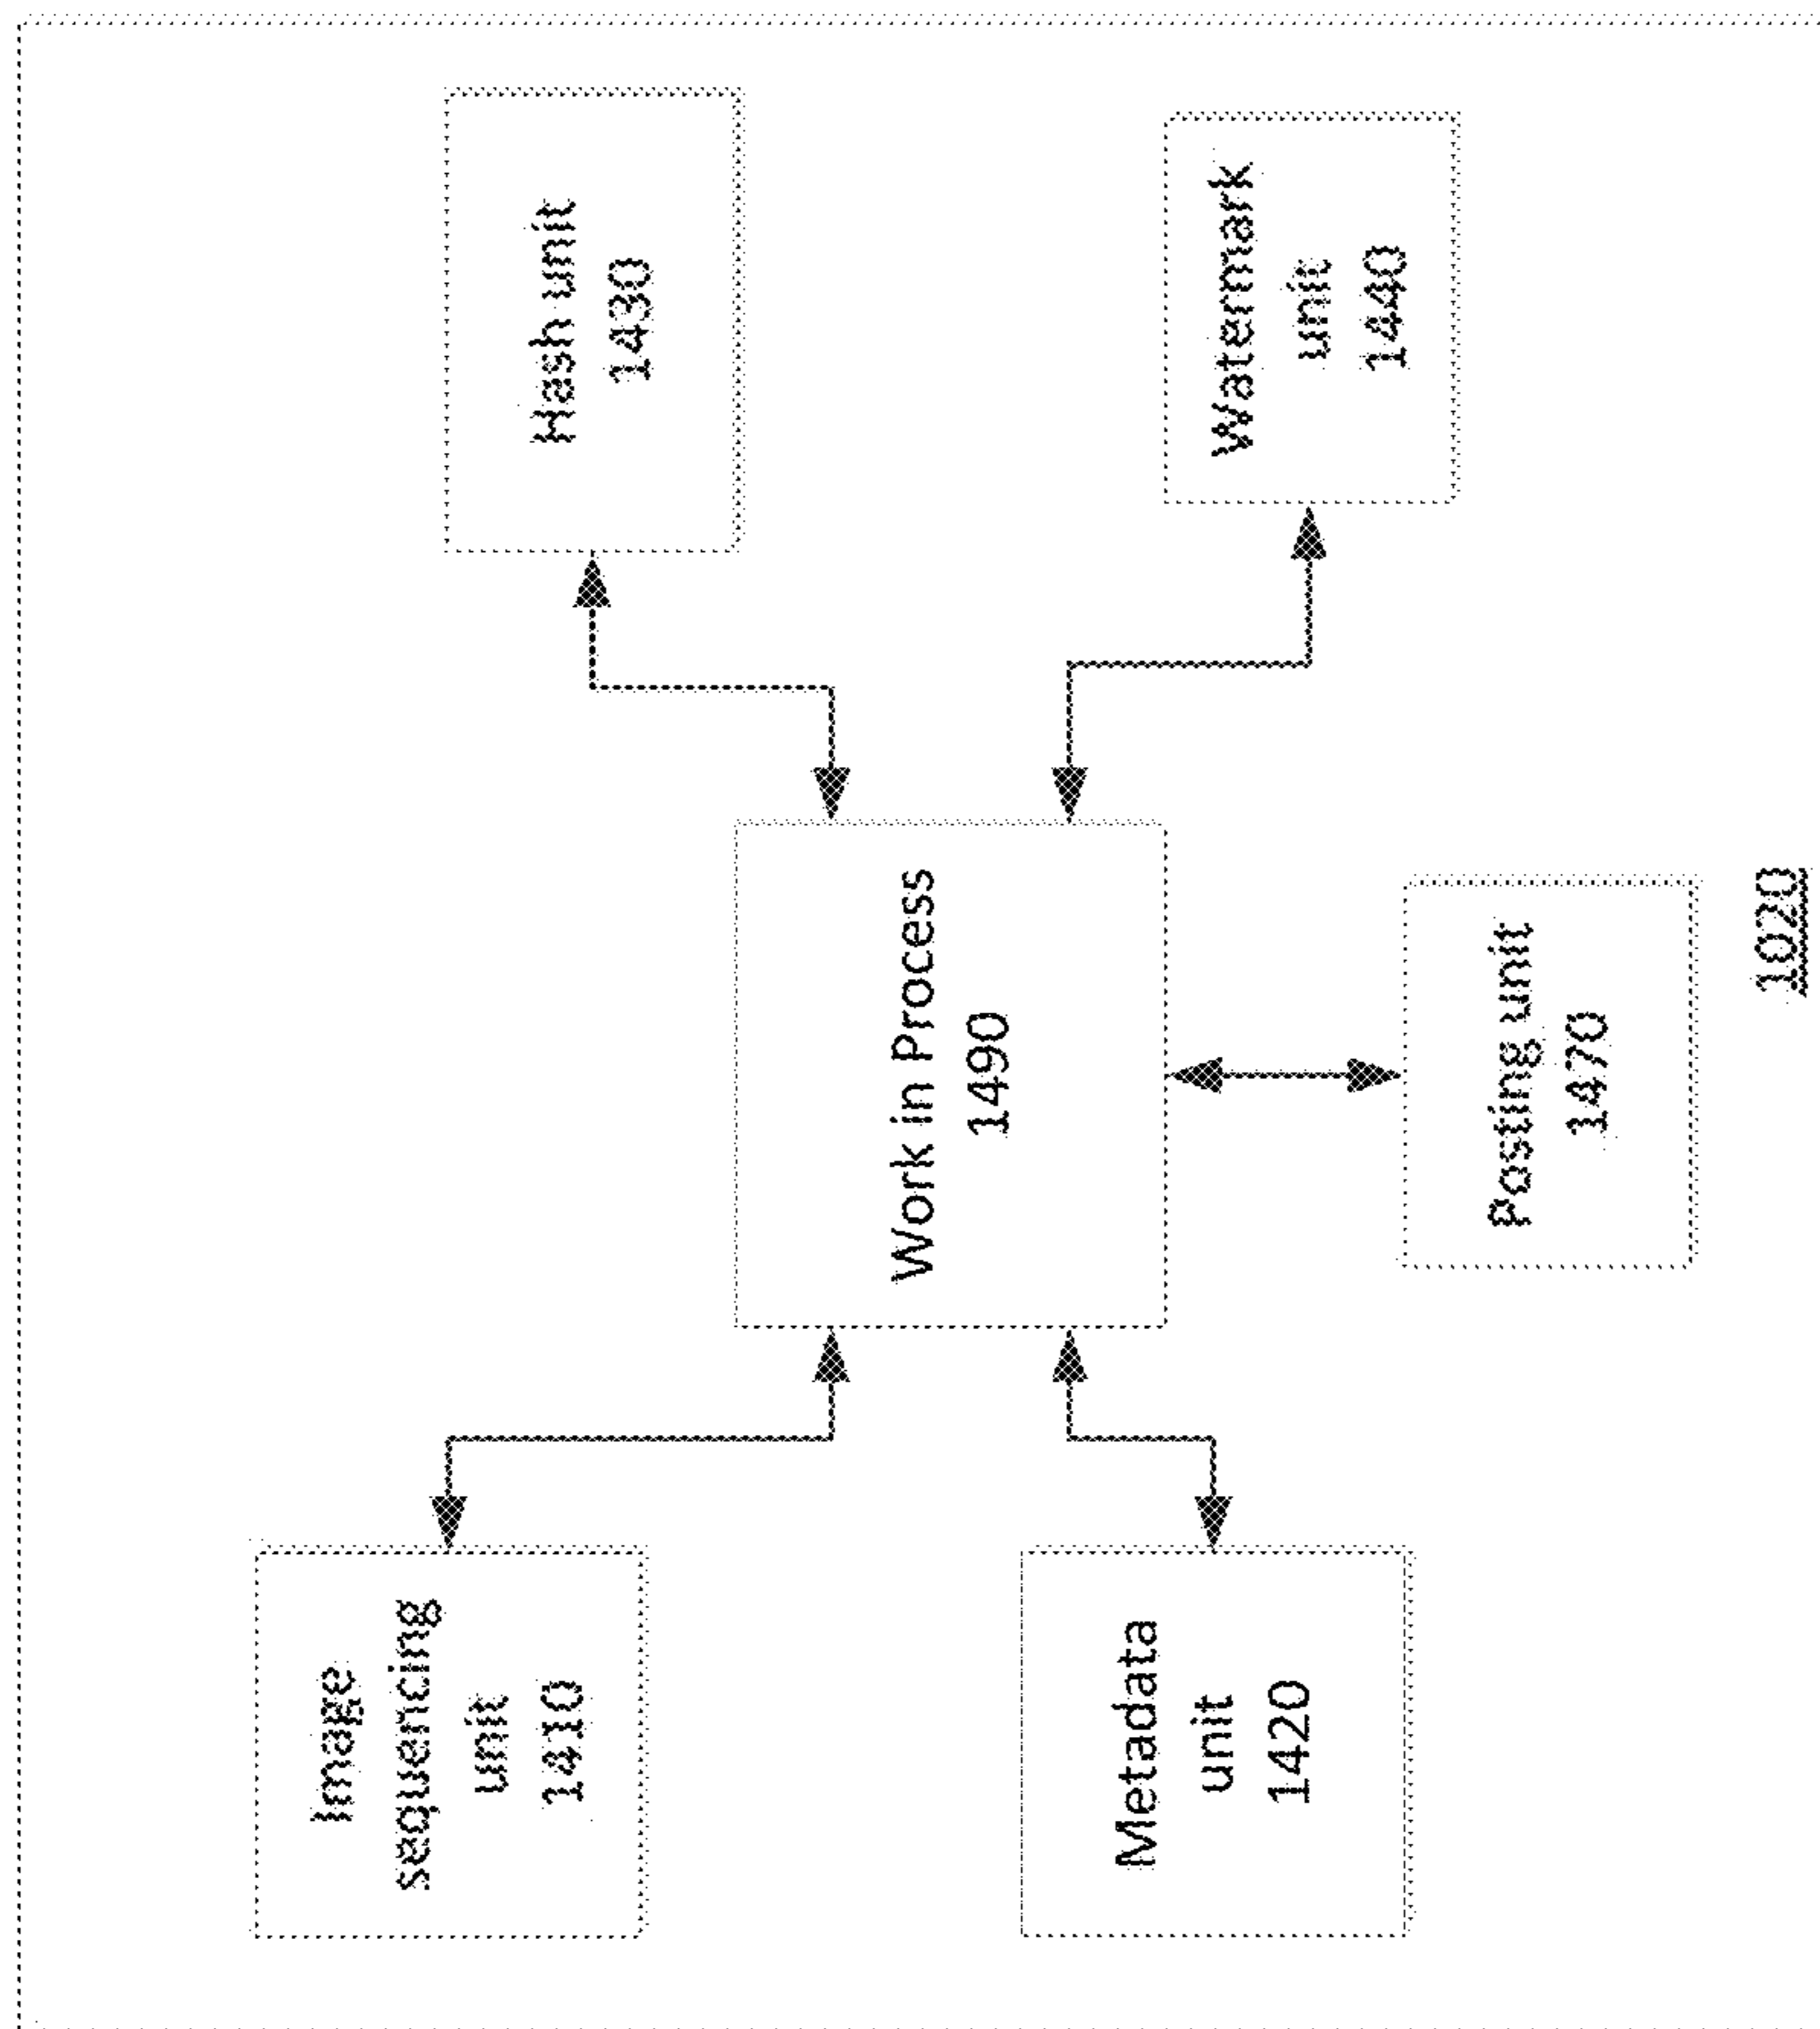 Image
sequencing
unit
1410
Hash unit
1430
Work in Process
1490
Metadata
unit
1420
Watermark
unit
1440
Posting unit
1470
1020